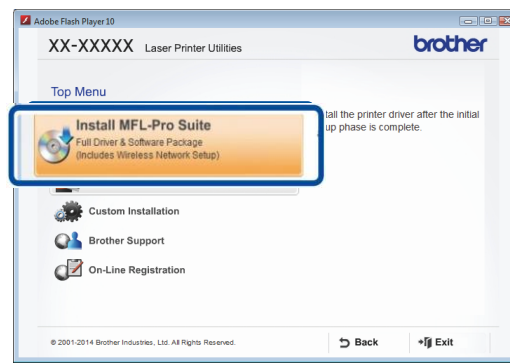 Adobe Flash Player 10
XX-XXXXX Laser Printer Utilities
brother
Top Menu
Install MFL-Pro Suite
Full Driver & Software Package
(Includes Wireless Network Setup)
tall the printer driver after the initial
up phase is complete.
Custom Installation
Brother Support
On-Line Registration
© 2001-2014 Brother Industries, Ltd. All Rights Reserved.
Back
Exit